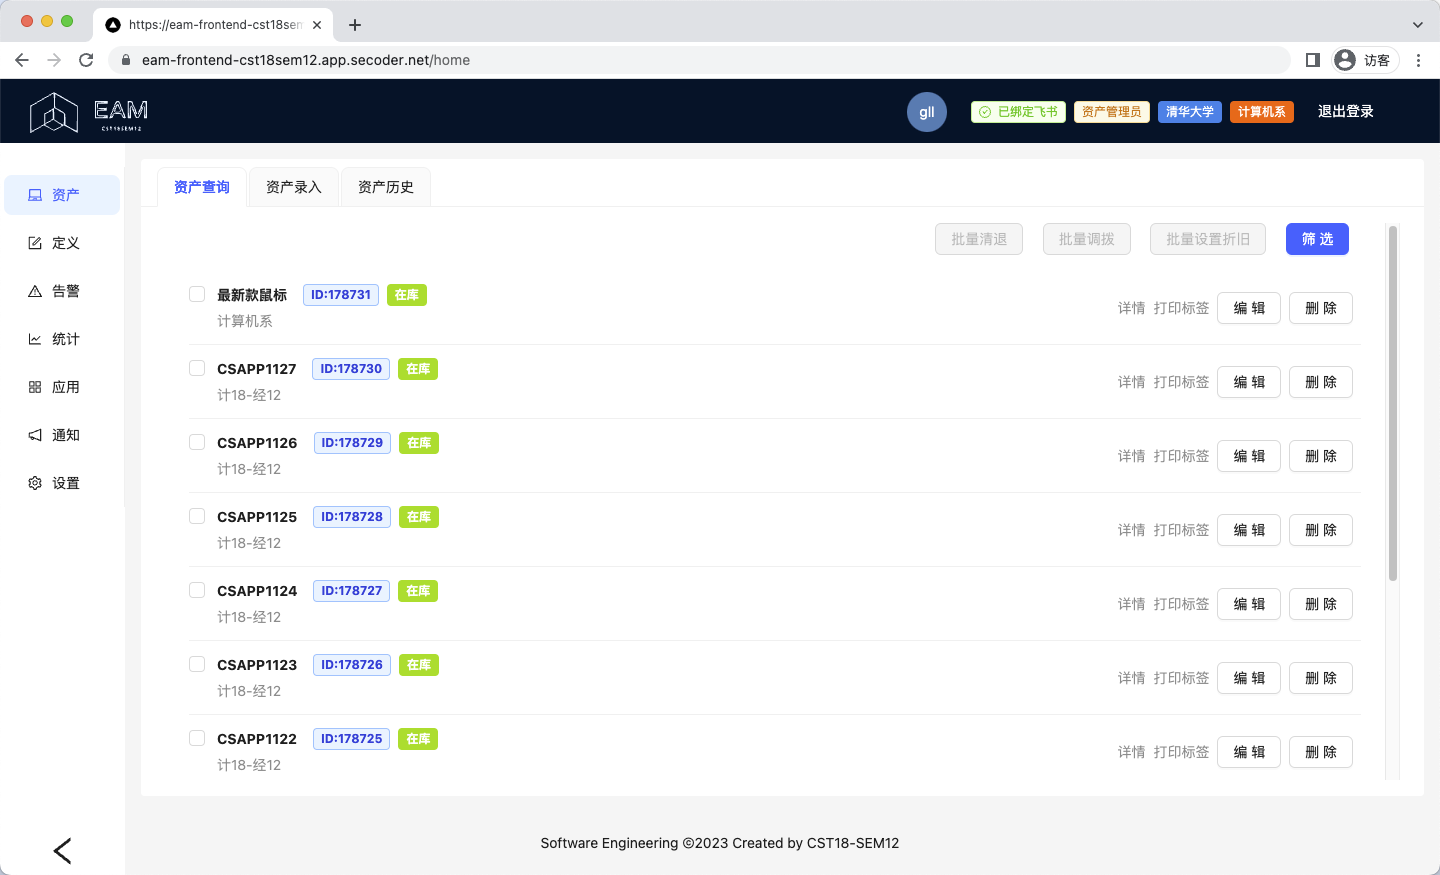 https://eam-frontend-cst18sem
eam-frontend-cst18sem12.app.secoder.net/home
访客
EAM
CST18SEM12
gll
已绑定飞书
资产管理员
清华大学
计算机系
退出登录
资产
定义
告警
统计
应用
通知
设置
资产查询
资产录入
资产历史
批量清退
批量调拨
批量设置折旧
筛选
最新款鼠标 ID:178731 在库
计算机系
详情 打印标签 编辑 删除
CSAPP1127 ID:178730 在库
计18-经12
详情 打印标签 编辑 删除
CSAPP1126 ID:178729 在库
计18-经12
详情 打印标签 编辑 删除
CSAPP1125 ID:178728 在库
计18-经12
详情 打印标签 编辑 删除
CSAPP1124 ID:178727 在库
计18-经12
详情 打印标签 编辑 删除
CSAPP1123 ID:178726 在库
计18-经12
详情 打印标签 编辑 删除
CSAPP1122 ID:178725 在库
计18-经12
详情 打印标签 编辑 删除
Software Engineering ©2023 Created by CST18-SEM12